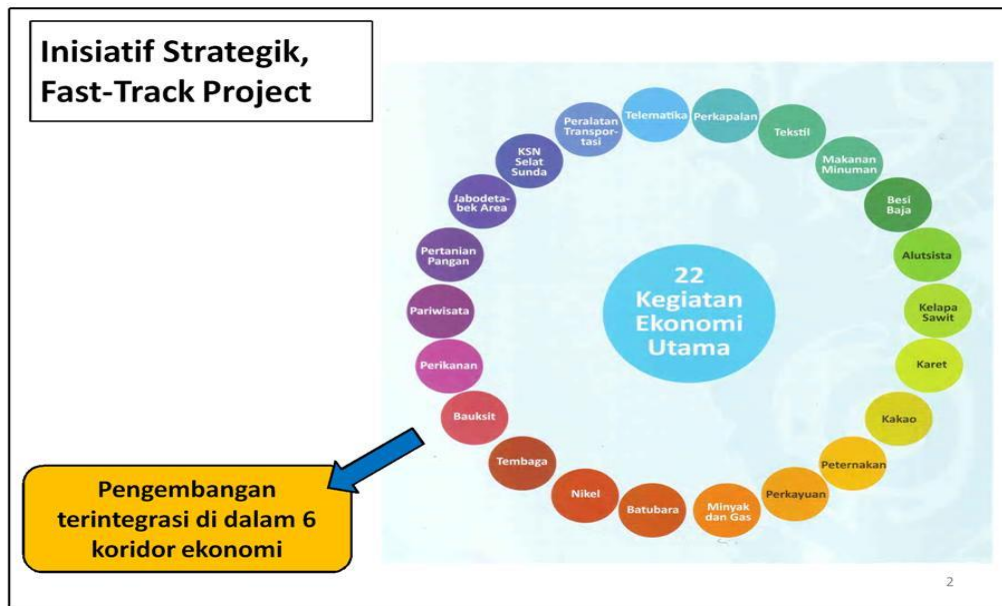 Inisiatif Strategik,
Fast-Track Project
Telematika
Perkapalan
Tekstil
Makanan
Minuman
Besi
Baja
Alutsista
Kelapa
Sawit
Karet
Kakao
Peternakan
Perkayuan
Minyak
dan Gas
Batubara
Nikel
Tembaga
Bauksit
Perikanan
Pariwisata
Pertanian
Pangan
Jabodeta-
bek Area
KSN
Selat
Sunda
Peralatan
Transpor-
tasi
22
Kegiatan
Ekonomi
Utama
Pengembangan
terintegrasi di dalam 6
koridor ekonomi
2